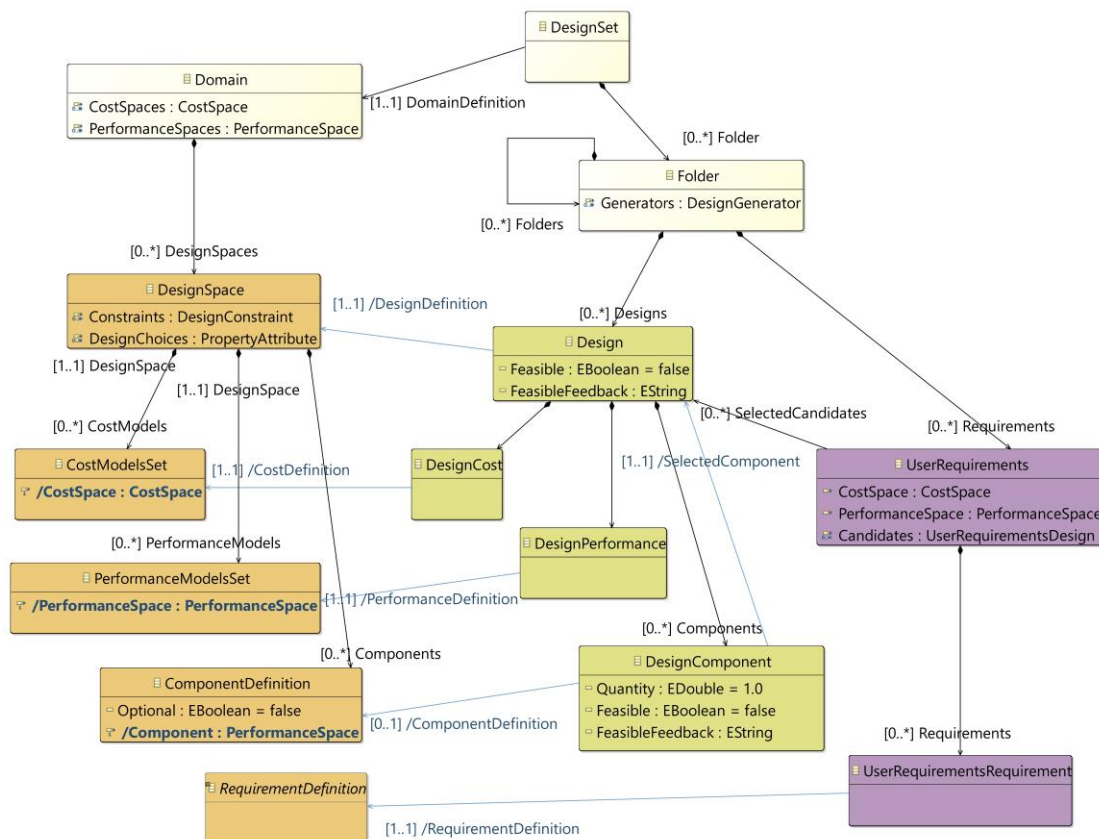 DesignSet
Domain
CostSpaces : CostSpace
PerformanceSpaces : PerformanceSpace
[1..1] DomainDefinition
[0..*] Folder
Folder
Generators : DesignGenerator
[0..*] Folders
[0..*] DesignSpaces
DesignSpace
Constraints : DesignConstraint
DesignChoices : PropertyAttribute
[1..1] /DesignDefinition
[0..*] Designs
Design
Feasible : EBoolean = false
FeasibleFeedback : EString
[1..1] DesignSpace
[1..1] DesignSpace
[0..*] SelectedCandidates
[0..*] CostModels
[0..*] Requirements
CostModelsSet
/CostSpace : CostSpace
[1..1] /CostDefinition
DesignCost
[1..1] /SelectedComponent
UserRequirements
CostSpace : CostSpace
PerformanceSpace : PerformanceSpace
Candidates : UserRequirementsDesign
[0..*] PerformanceModels
DesignPerformance
PerformanceModelsSet
/PerformanceSpace : PerformanceSpace
[1..1] /PerformanceDefinition
[0..*] Components
[0..*] Components
ComponentDefinition
Optional : EBoolean = false
/Component : PerformanceSpace
[0..1] /ComponentDefinition
DesignComponent
Quantity : EDouble = 1.0
Feasible : EBoolean = false
FeasibleFeedback : EString
[0..*] Requirements
UserRequirementsRequirement
RequirementDefinition
[1..1] /RequirementDefinition